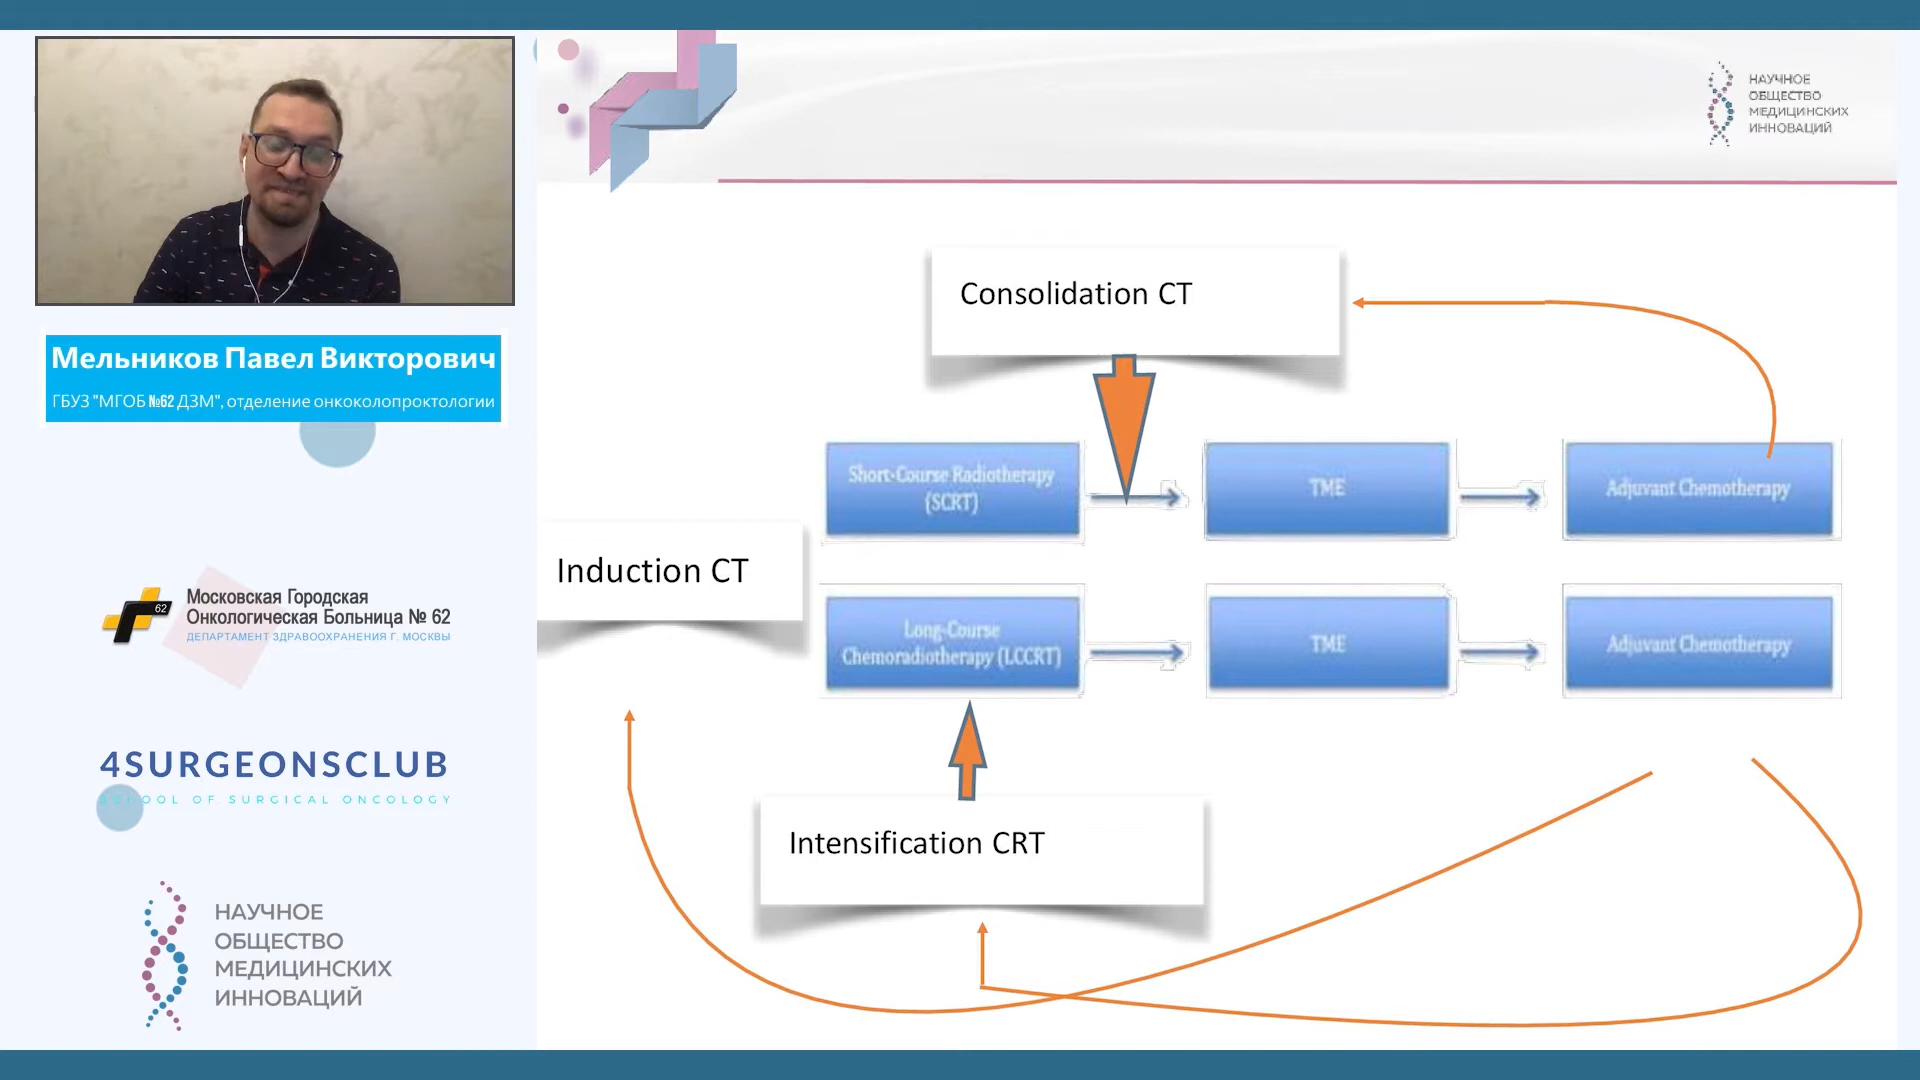 Мельников Павел Викторович
ГБУЗ "МГОБ №62 ДЗМ", отделение онкоколопроктологии
62
Московская Городская
Онкологическая Больница № 62
ДЕПАРТАМЕНТ ЗДРАВООХРАНЕНИЯ Г. МОСКВЫ
4SURGEONSCLUB
SCHOOL OF SURGICAL ONCOLOGY
НАУЧНОЕ
ОБЩЕСТВО
МЕДИЦИНСКИХ
ИННОВАЦИЙ
НАУЧНОЕ
ОБЩЕСТВО
МЕДИЦИНСКИХ
ИННОВАЦИЙ
Consolidation CT
Short-Course Radiotherapy
(SCRT)
TME
Adjuvant Chemotherapy
Induction CT
Long-Course
Chemoradiotherapy (LCCRT)
TME
Adjuvant Chemotherapy
Intensification CRT